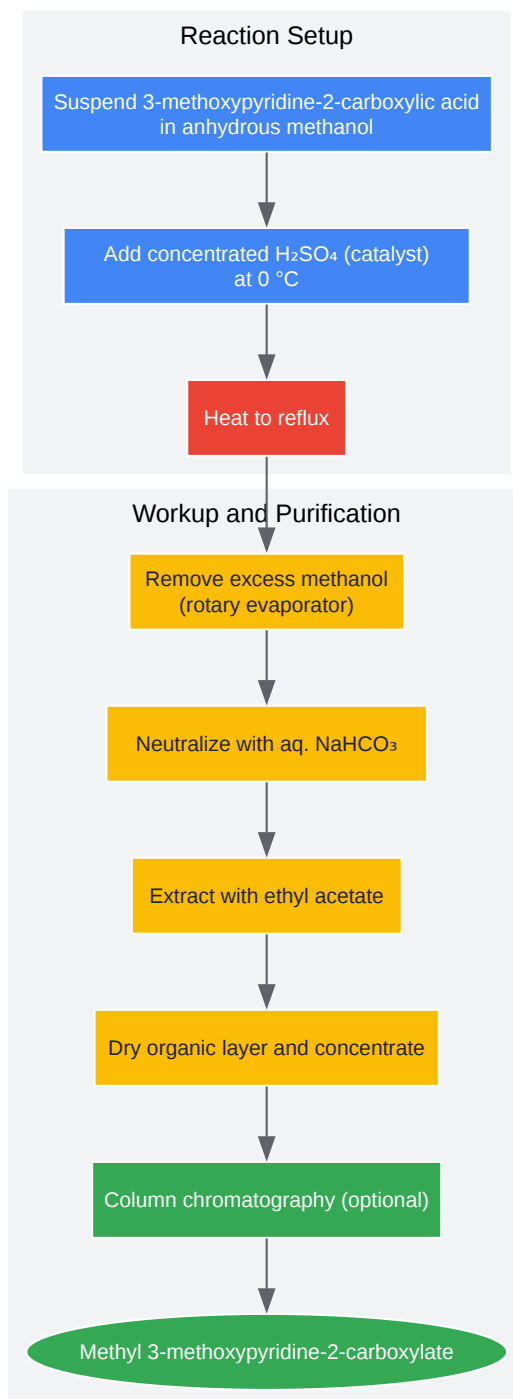 Reaction Setup
Suspend 3-methoxypyridine-2-carboxylic acid
in anhydrous methanol
Add concentrated H₂SO₄ (catalyst)
at 0 °C
Heat to reflux
Workup and Purification
Remove excess methanol
(rotary evaporator)
Neutralize with aq. NaHCO₃
Extract with ethyl acetate
Dry organic layer and concentrate
Column chromatography (optional)
Methyl 3-methoxypyridine-2-carboxylate